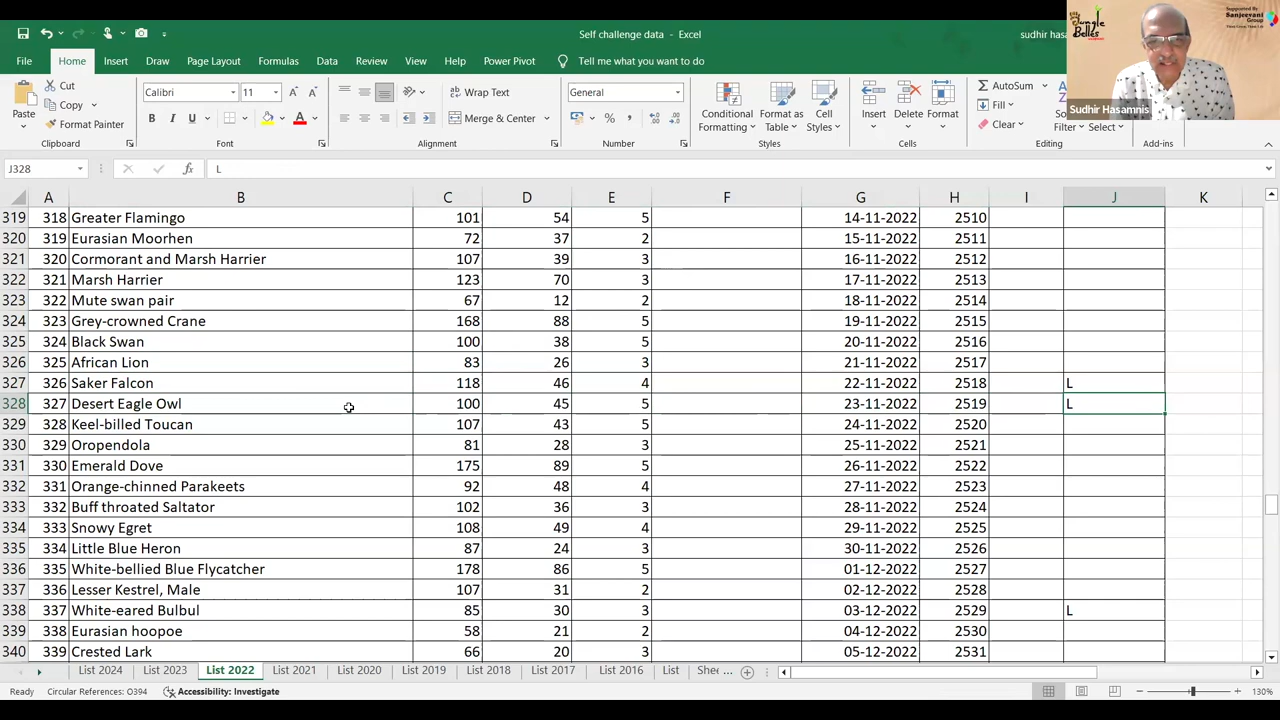 Self challenge data - Excel
sudhir hasa
Jungle Belles
Supported By
Sanjeevani
Group
Sudhir Hasamnis
File Home Insert Draw Page Layout Formulas Data Review View Help Power Pivot Tell me what you want to do
Cut
Copy
Format Painter
Paste
Clipboard
Calibri 11
B I U
Font
Wrap Text
Merge & Center
Alignment
General
Number
Conditional Formatting
Format as Table
Cell Styles
Styles
Insert Delete Format
Cells
AutoSum
Fill
Clear
Filter Select
Editing
Add-ins
J328 fx L
A B C D E F G H I J K
319 318 Greater Flamingo 101 54 5 14-11-2022 2510
320 319 Eurasian Moorhen 72 37 2 15-11-2022 2511
321 320 Cormorant and Marsh Harrier 107 39 3 16-11-2022 2512
322 321 Marsh Harrier 123 70 3 17-11-2022 2513
323 322 Mute swan pair 67 12 2 18-11-2022 2514
324 323 Grey-crowned Crane 168 88 5 19-11-2022 2515
325 324 Black Swan 100 38 5 20-11-2022 2516
326 325 African Lion 83 26 3 21-11-2022 2517
327 326 Saker Falcon 118 46 4 22-11-2022 2518 L
328 327 Desert Eagle Owl 100 45 5 23-11-2022 2519 L
329 328 Keel-billed Toucan 107 43 5 24-11-2022 2520
330 329 Oropendola 81 28 3 25-11-2022 2521
331 330 Emerald Dove 175 89 5 26-11-2022 2522
332 331 Orange-chinned Parakeets 92 48 4 27-11-2022 2523
333 332 Buff throated Saltator 102 36 3 28-11-2022 2524
334 333 Snowy Egret 108 49 4 29-11-2022 2525
335 334 Little Blue Heron 87 24 3 30-11-2022 2526
336 335 White-bellied Blue Flycatcher 178 86 5 01-12-2022 2527
337 336 Lesser Kestrel, Male 107 31 2 02-12-2022 2528
338 337 White-eared Bulbul 85 30 3 03-12-2022 2529 L
339 338 Eurasian hoopoe 58 21 2 04-12-2022 2530
340 339 Crested Lark 66 20 3 05-12-2022 2531
List 2024 List 2023 List 2022 List 2021 List 2020 List 2019 List 2018 List 2017 List 2016 List Shee ...
Ready Circular References: O394 Accessibility: Investigate 130%